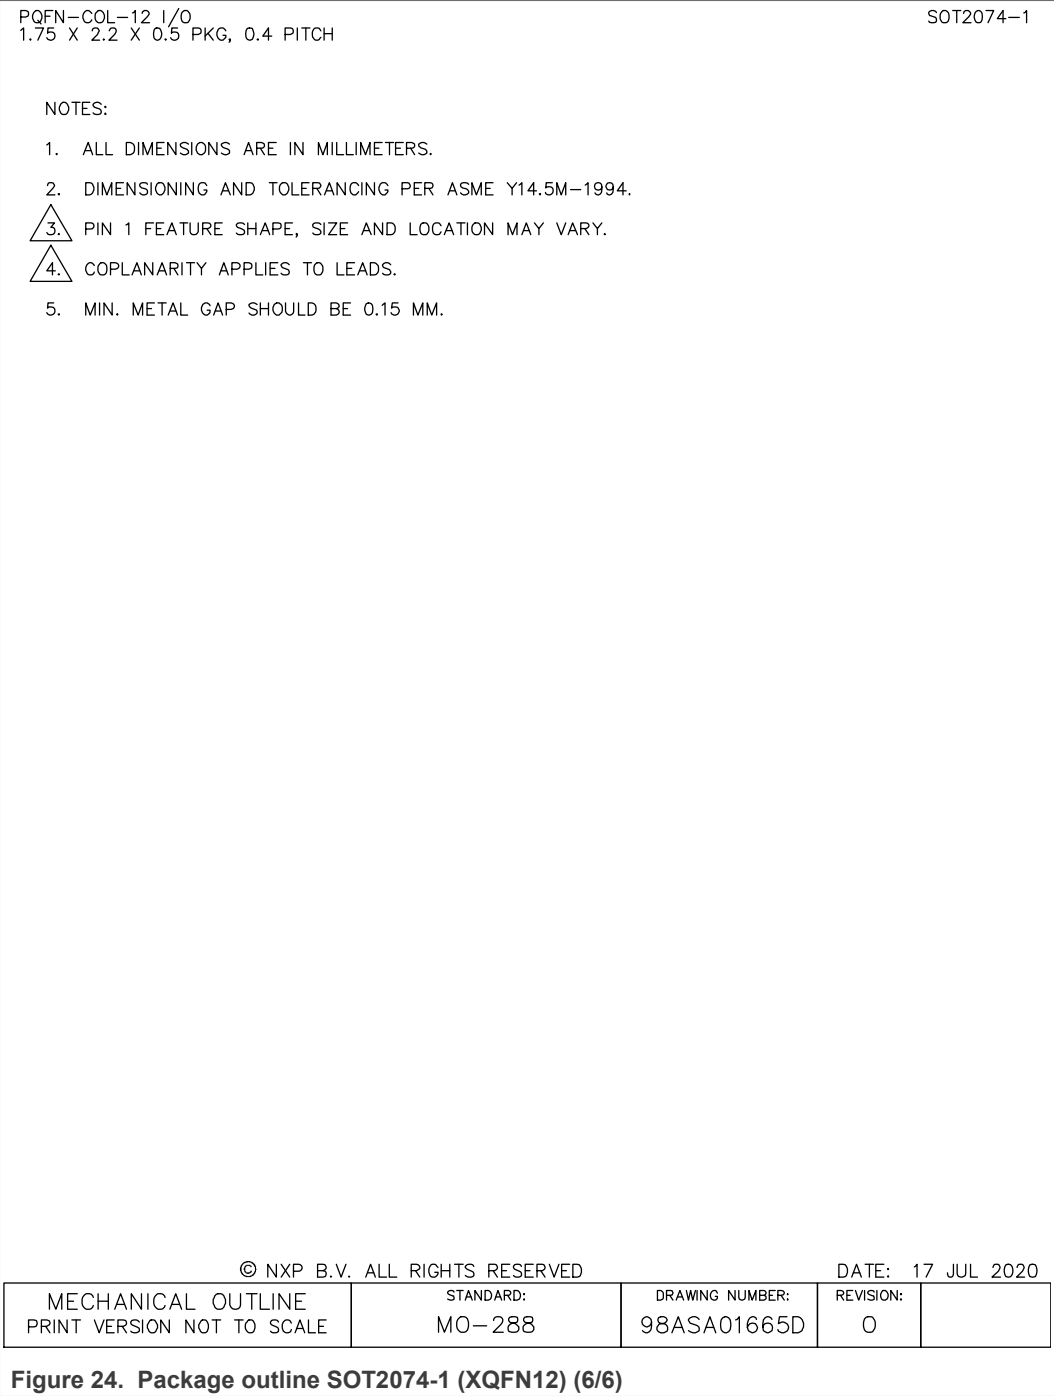 PQFN-COL-12 I/O
1.75 X 2.2 X 0.5 PKG, 0.4 PITCH
SOT2074-1
NOTES:
1. ALL DIMENSIONS ARE IN MILLIMETERS.
2. DIMENSIONING AND TOLERANCING PER ASME Y14.5M-1994.
3. PIN 1 FEATURE SHAPE, SIZE AND LOCATION MAY VARY.
4. COPLANARITY APPLIES TO LEADS.
5. MIN. METAL GAP SHOULD BE 0.15 MM.
© NXP B.V. ALL RIGHTS RESERVED
DATE: 17 JUL 2020
MECHANICAL OUTLINE
PRINT VERSION NOT TO SCALE
STANDARD:
MO-288
DRAWING NUMBER:
98ASA01665D
REVISION:
O
Figure 24. Package outline SOT2074-1 (XQFN12) (6/6)